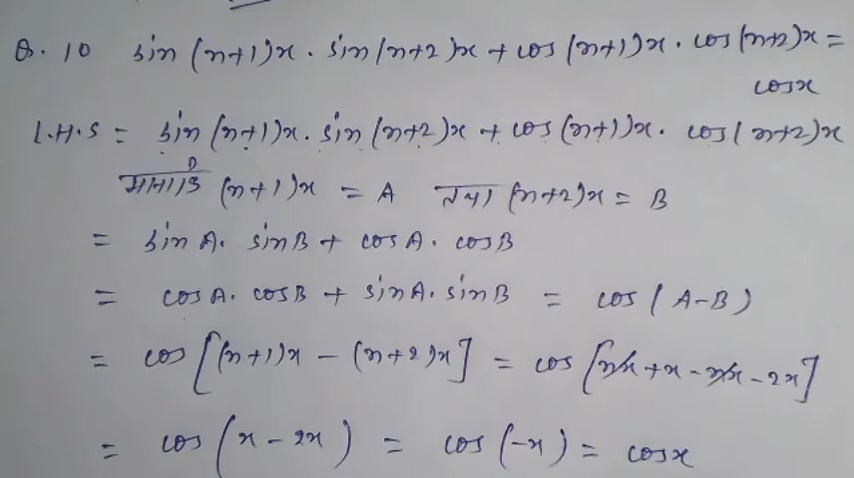 Q. 10 sin (n+1)x . sin (n+2)x + cos (n+1)x . cos (n+2)x =
cosx
L.H.S = sin (n+1)x . sin (n+2)x + cos (n+1)x . cos (n+2)x
माना कि (n+1)x = A तथा (n+2)x = B
= sin A . sin B + cos A . cos B
= cos A . cos B + sin A . sin B = cos (A-B)
= cos [(n+1)x - (n+2)x] = cos [nx + x - nx - 2x]
= cos (x - 2x) = cos (-x) = cosx